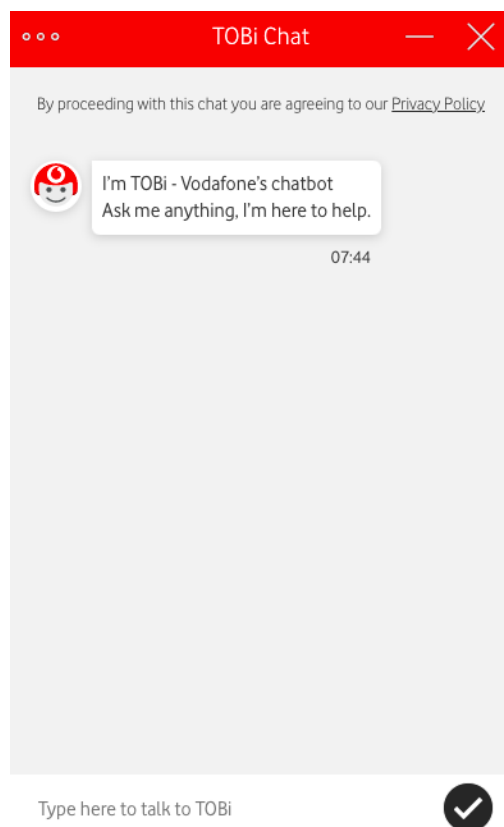 TOBi Chat
By proceeding with this chat you are agreeing to our Privacy Policy
I'm TOBi - Vodafone's chatbot
Ask me anything, I'm here to help.
07:44
Type here to talk to TOBi